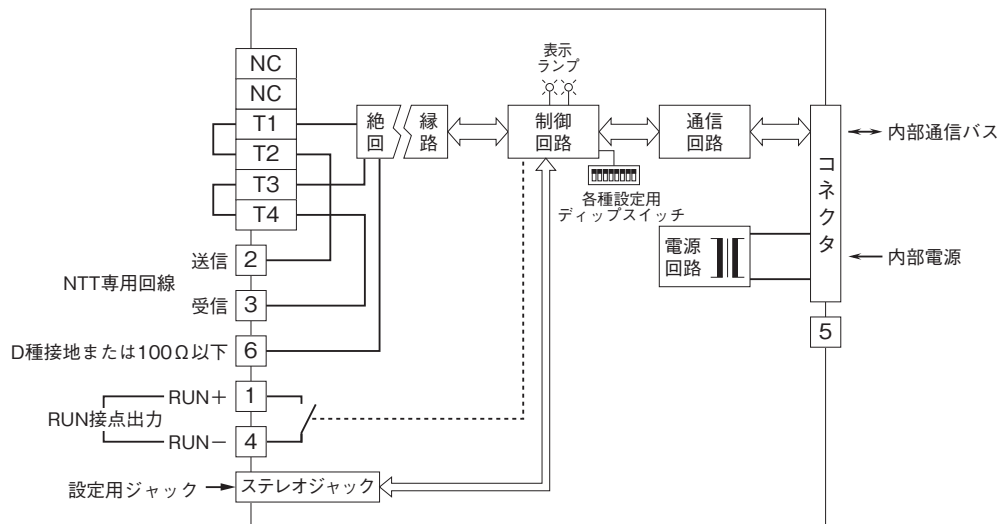 NC
NC
T1
T2
T3
T4
送信
2
NTT専用回線
受信
3
D種接地または100Ω以下
6
RUN+
1
RUN接点出力
RUN−
4
設定用ジャック
ステレオジャック
絶
回
縁
路
表示
ランプ
制御
回路
各種設定用
ディップスイッチ
通信
回路
電源
回路
コネクタ
内部通信バス
内部電源
5